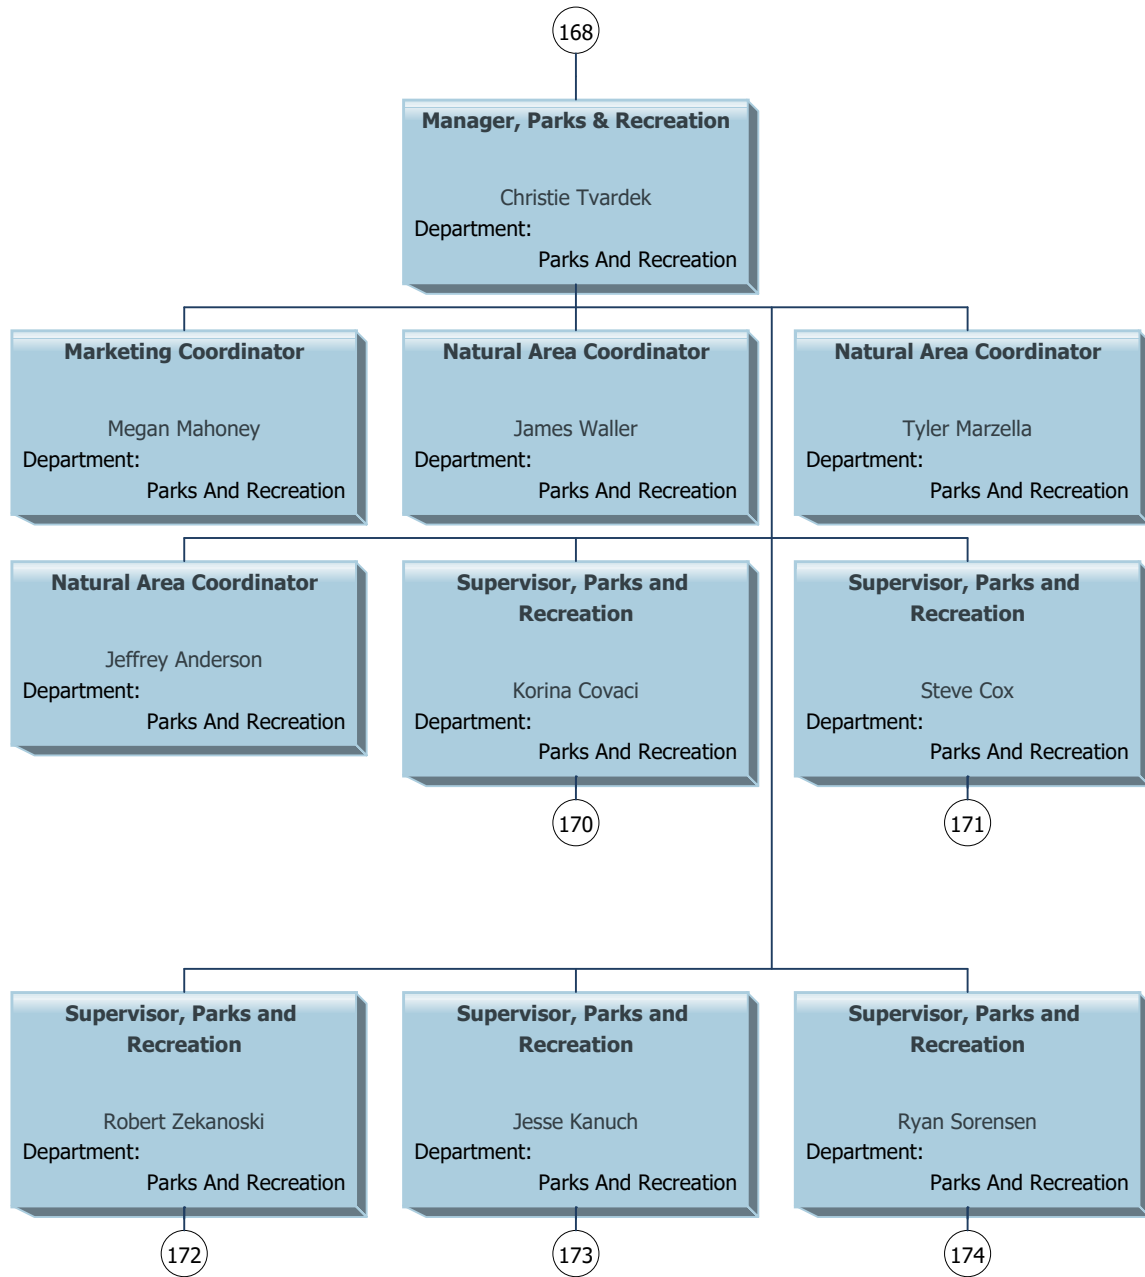 168
Manager, Parks & Recreation
Christie Tvardek
Department:
Parks And Recreation
Marketing Coordinator
Megan Mahoney
Department:
Parks And Recreation
Natural Area Coordinator
James Waller
Department:
Parks And Recreation
Natural Area Coordinator
Tyler Marzella
Department:
Parks And Recreation
Natural Area Coordinator
Jeffrey Anderson
Department:
Parks And Recreation
Supervisor, Parks and
Recreation
Korina Covaci
Department:
Parks And Recreation
170
Supervisor, Parks and
Recreation
Steve Cox
Department:
Parks And Recreation
171
Supervisor, Parks and
Recreation
Robert Zekanoski
Department:
Parks And Recreation
172
Supervisor, Parks and
Recreation
Jesse Kanuch
Department:
Parks And Recreation
173
Supervisor, Parks and
Recreation
Ryan Sorensen
Department:
Parks And Recreation
174